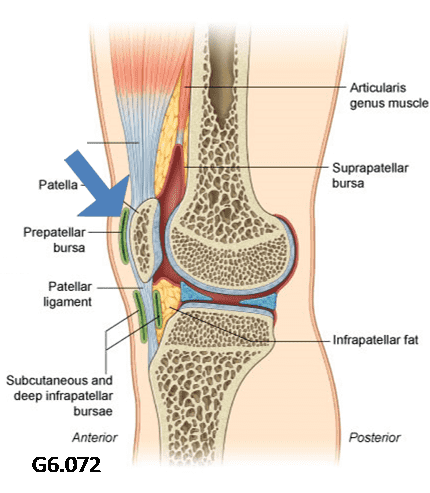 Articularis
genus muscle
Suprapatellar
bursa
Patella
Prepatellar
bursa
Patellar
ligament
Infrapatellar fat
Subcutaneous and
deep infrapatellar
bursae
Anterior
Posterior
G6.072